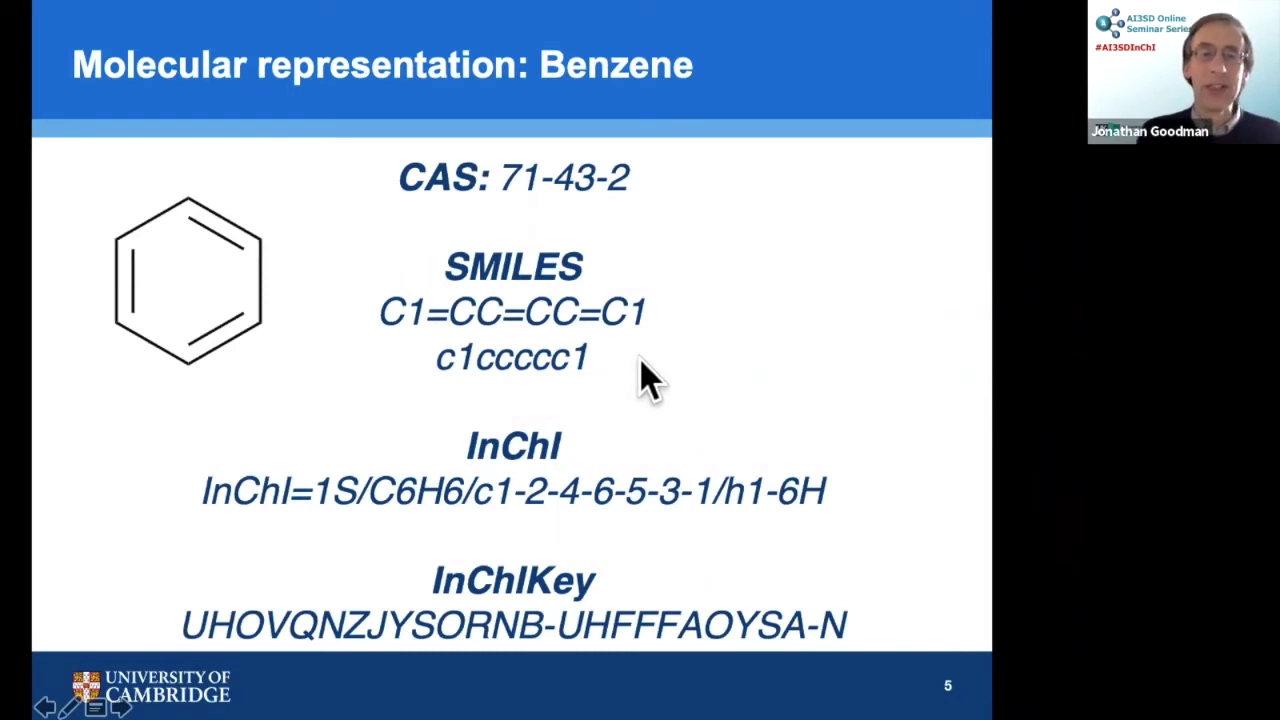 Molecular representation: Benzene
CAS: 71-43-2
SMILES
C1=CC=CC=C1
c1ccccc1
InChI
InChI=1S/C6H6/c1-2-4-6-5-3-1/h1-6H
InChIKey
UHOVQNZJYSORNB-UHFFFAOYSA-N
UNIVERSITY OF
CAMBRIDGE
5
AI3SD Online
Seminar Series
#AI3SDInChI
Jonathan Goodman